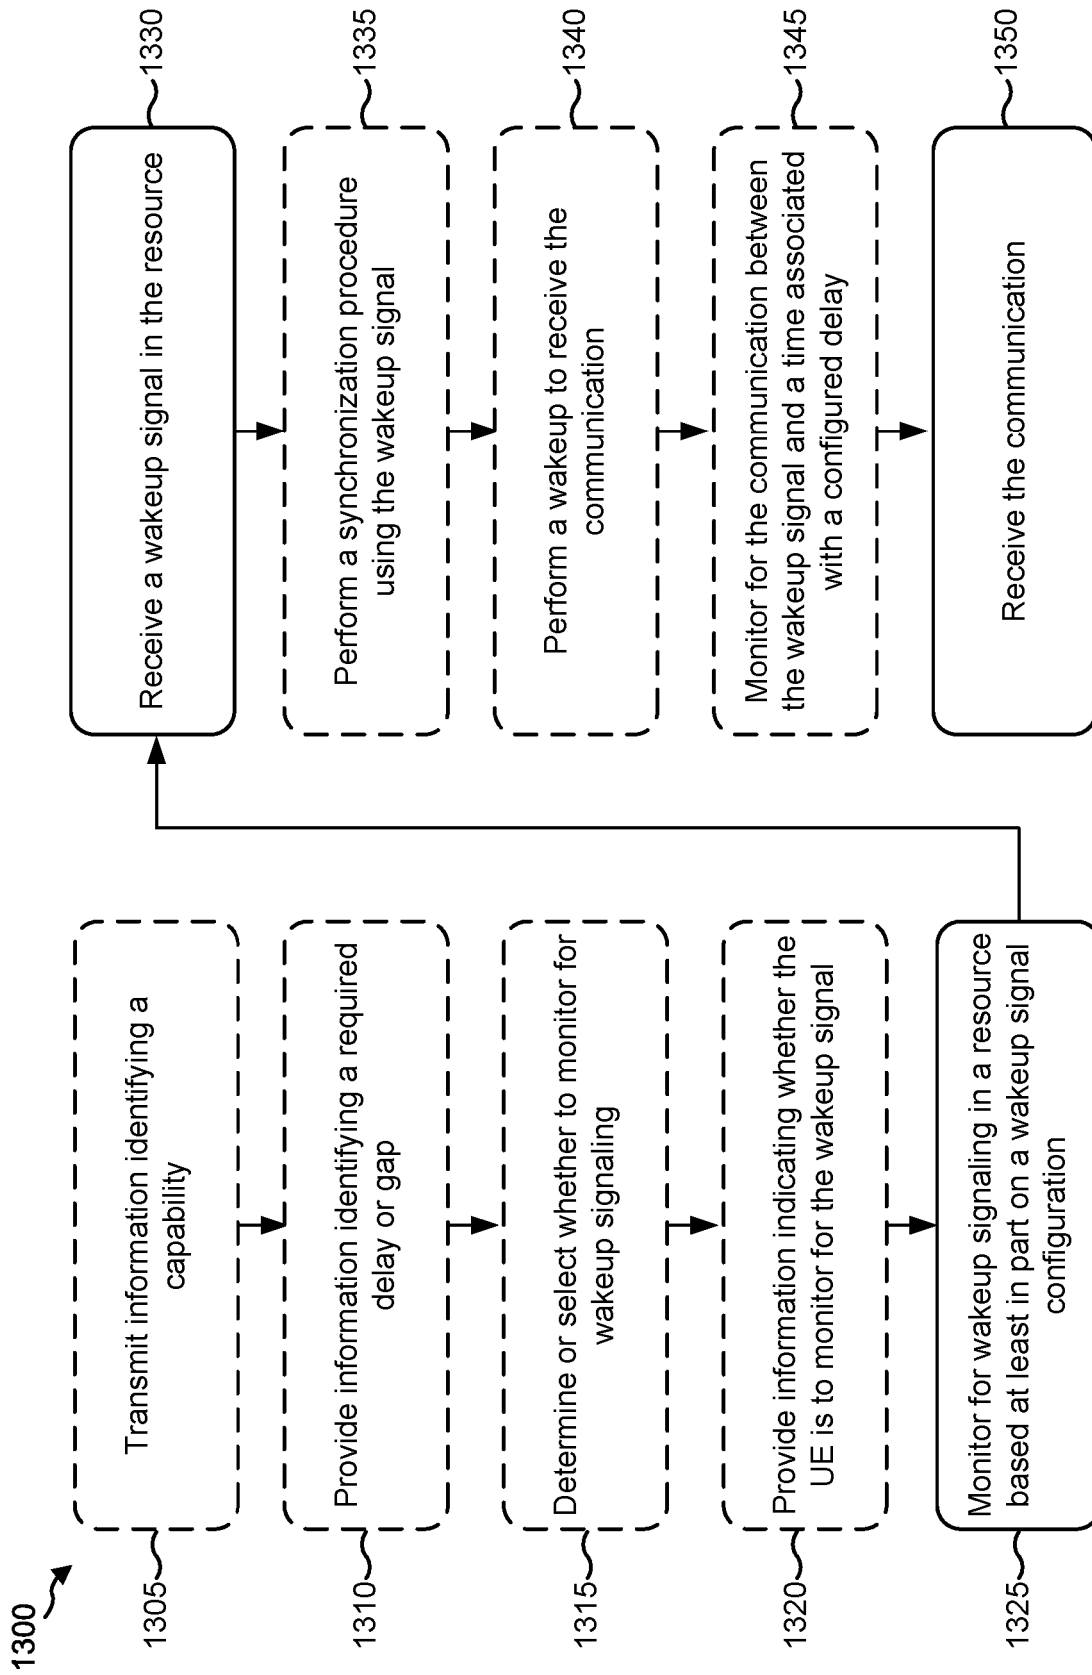 1300
1305
Transmit information identifying a
capability
1310
Provide information identifying a required
delay or gap
1315
Determine or select whether to monitor for
wakeup signaling
1320
Provide information indicating whether the
UE is to monitor for the wakeup signal
1325
Monitor for wakeup signaling in a resource
based at least in part on a wakeup signal
configuration
1330
Receive a wakeup signal in the resource
1335
Perform a synchronization procedure
using the wakeup signal
1340
Perform a wakeup to receive the
communication
1345
Monitor for the communication between
the wakeup signal and a time associated
with a configured delay
1350
Receive the communication